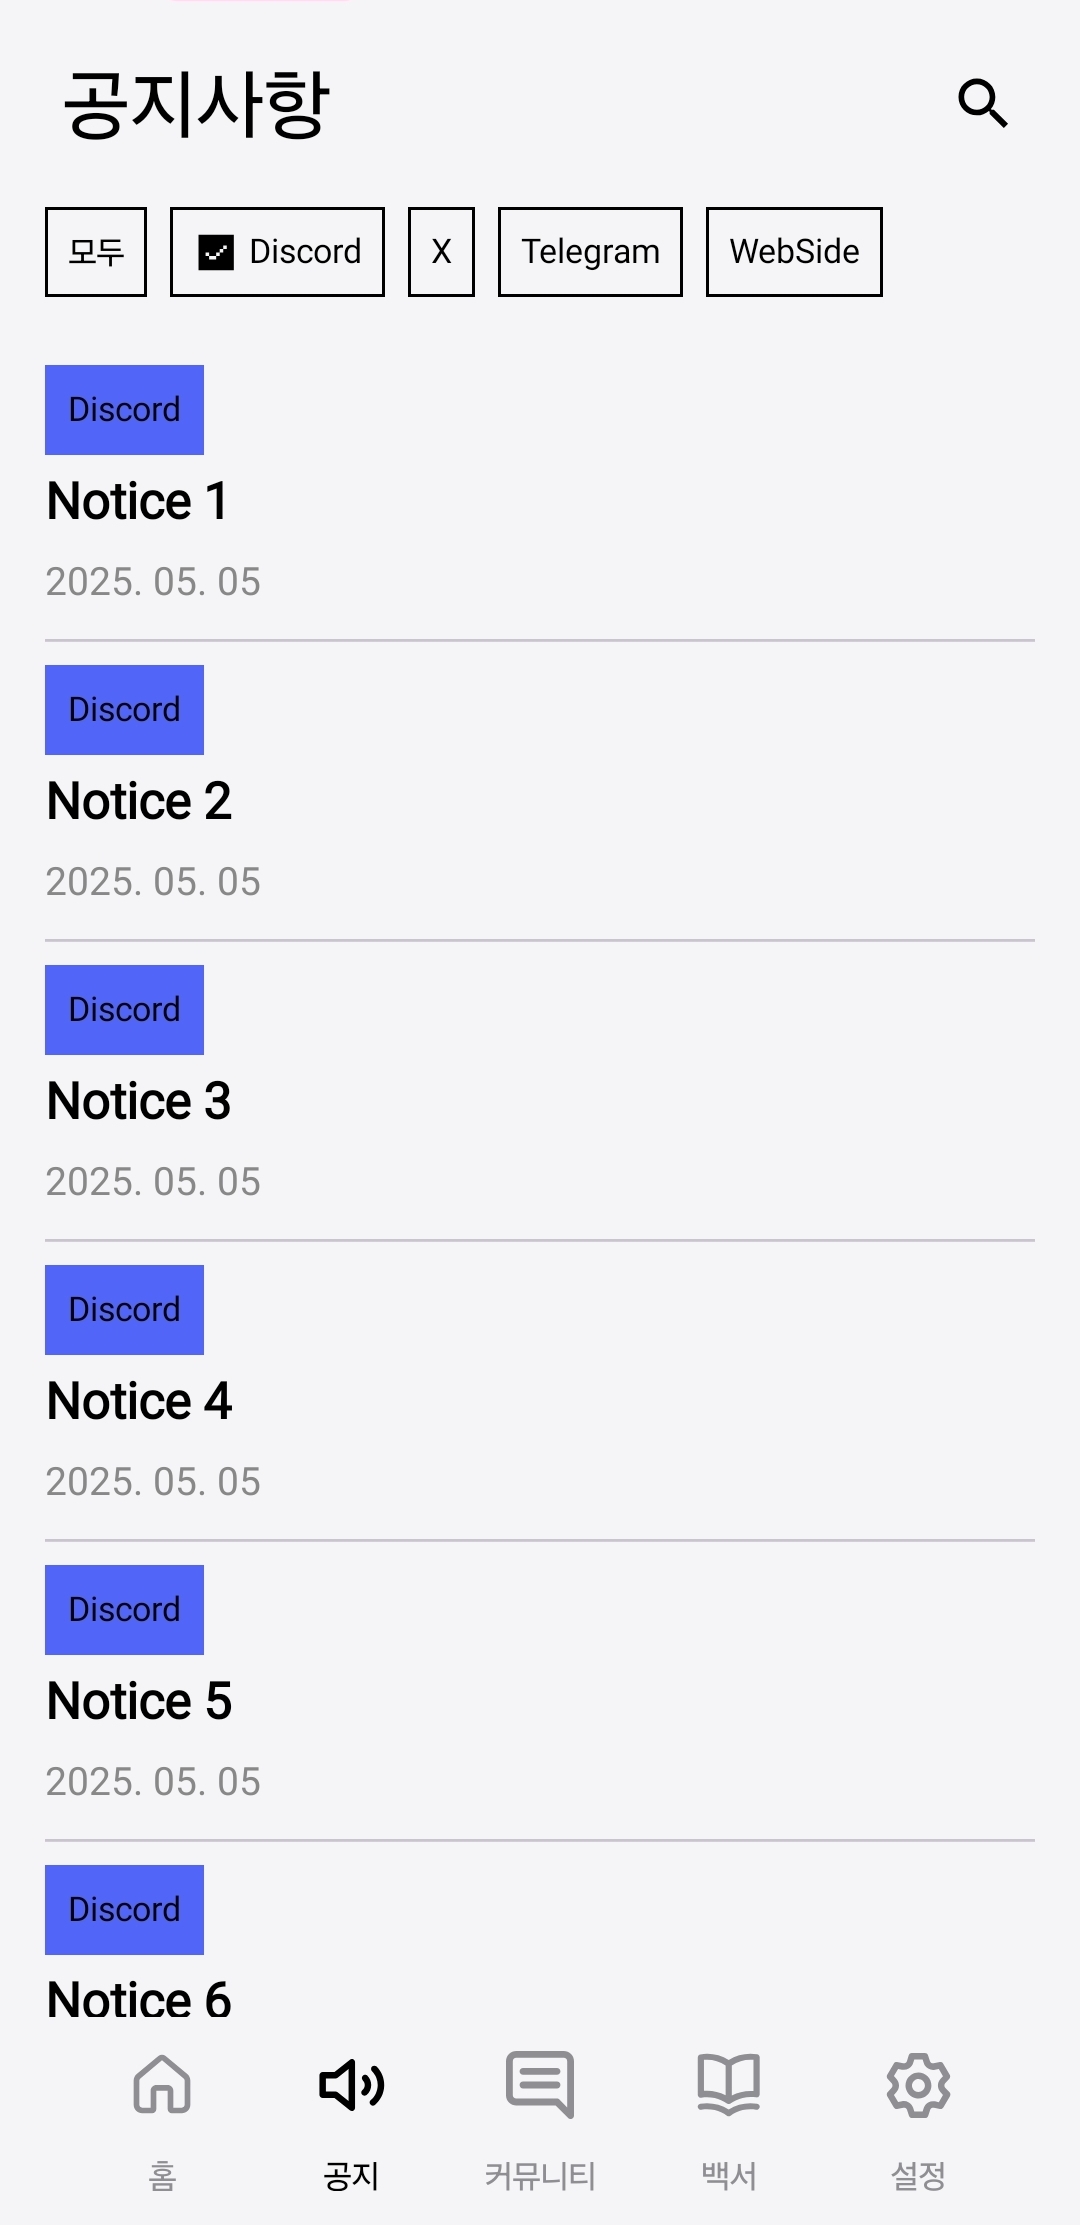 공지사항
모두 Discord X Telegram WebSide
Discord
Notice 1
2025. 05. 05
Discord
Notice 2
2025. 05. 05
Discord
Notice 3
2025. 05. 05
Discord
Notice 4
2025. 05. 05
Discord
Notice 5
2025. 05. 05
Discord
Notice 6
홈 공지 커뮤니티 백서 설정